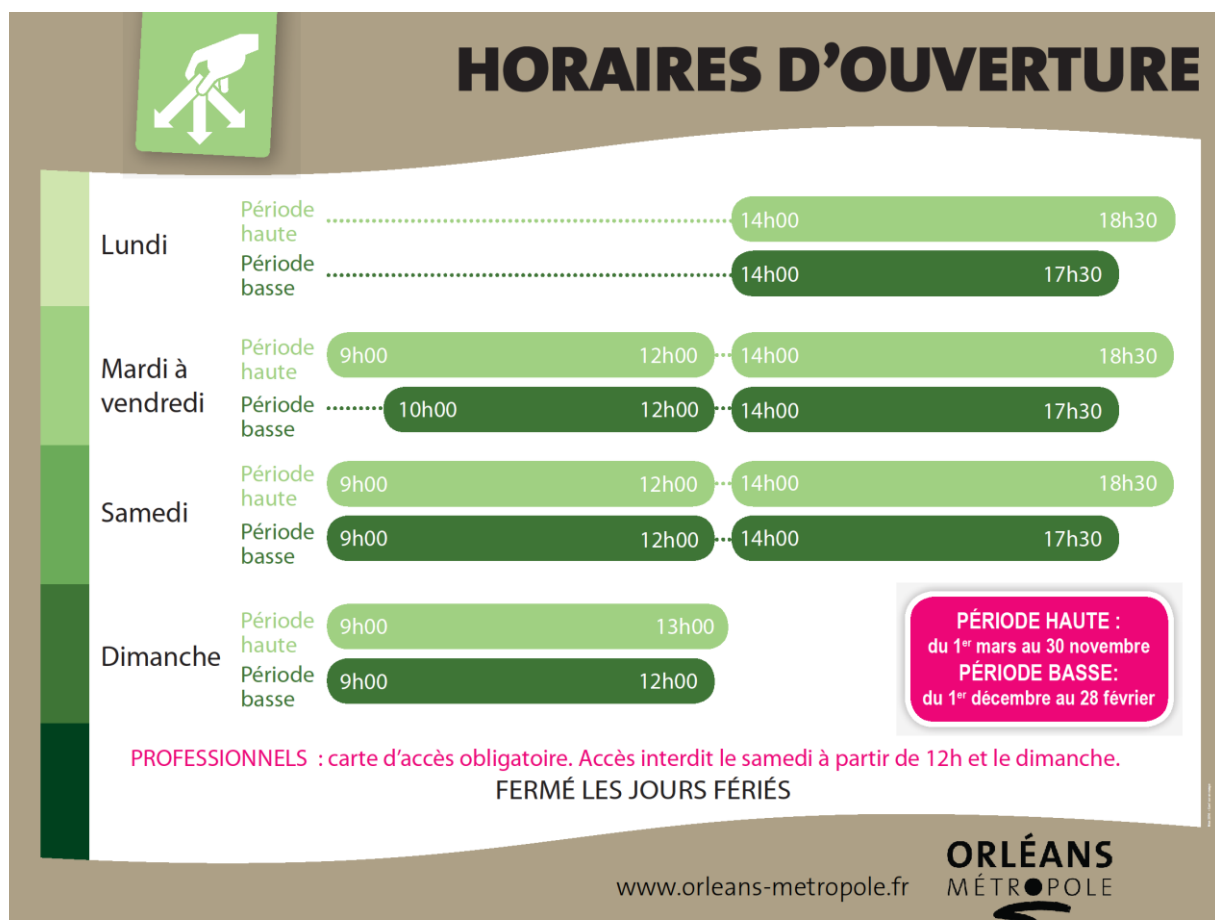 HORAIRES D’OUVERTURE
Lundi
Période
haute
14h00 18h30
Période
basse
14h00 17h30
Mardi à
vendredi
Période
haute
9h00 12h00 14h00 18h30
Période
basse
10h00 12h00 14h00 17h30
Samedi
Période
haute
9h00 12h00 14h00 18h30
Période
basse
9h00 12h00 14h00 17h30
Dimanche
Période
haute
9h00 13h00
Période
basse
9h00 12h00
PÉRIODE HAUTE :
du 1er mars au 30 novembre
PÉRIODE BASSE:
du 1er décembre au 28 février
PROFESSIONNELS : carte d’accès obligatoire. Accès interdit le samedi à partir de 12h et le dimanche.
FERMÉ LES JOURS FÉRIÉS
www.orleans-metropole.fr
ORLÉANS
MÉTROPOLE